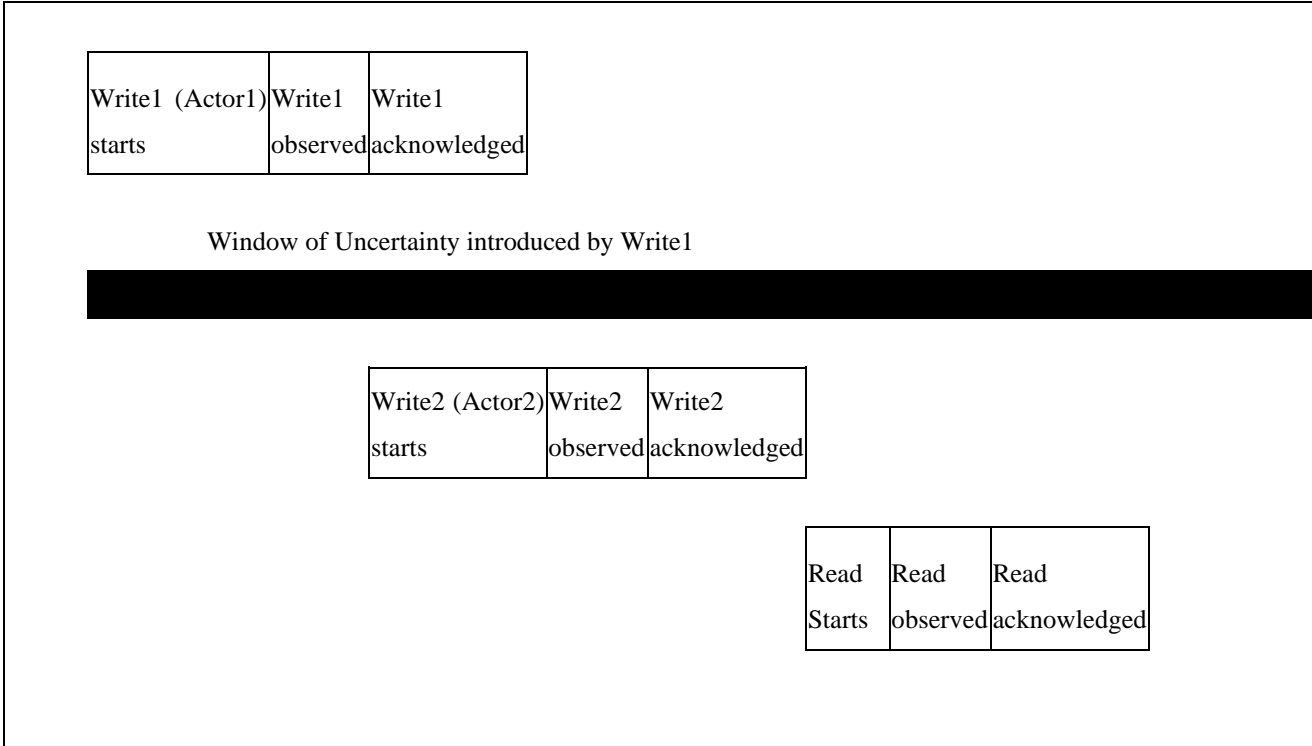 Write1 (Actor1) Write1 Write1
starts observed acknowledged
Window of Uncertainty introduced by Write1
Write2 (Actor2) Write2 Write2
starts observed acknowledged
Read Read Read
Starts observed acknowledged